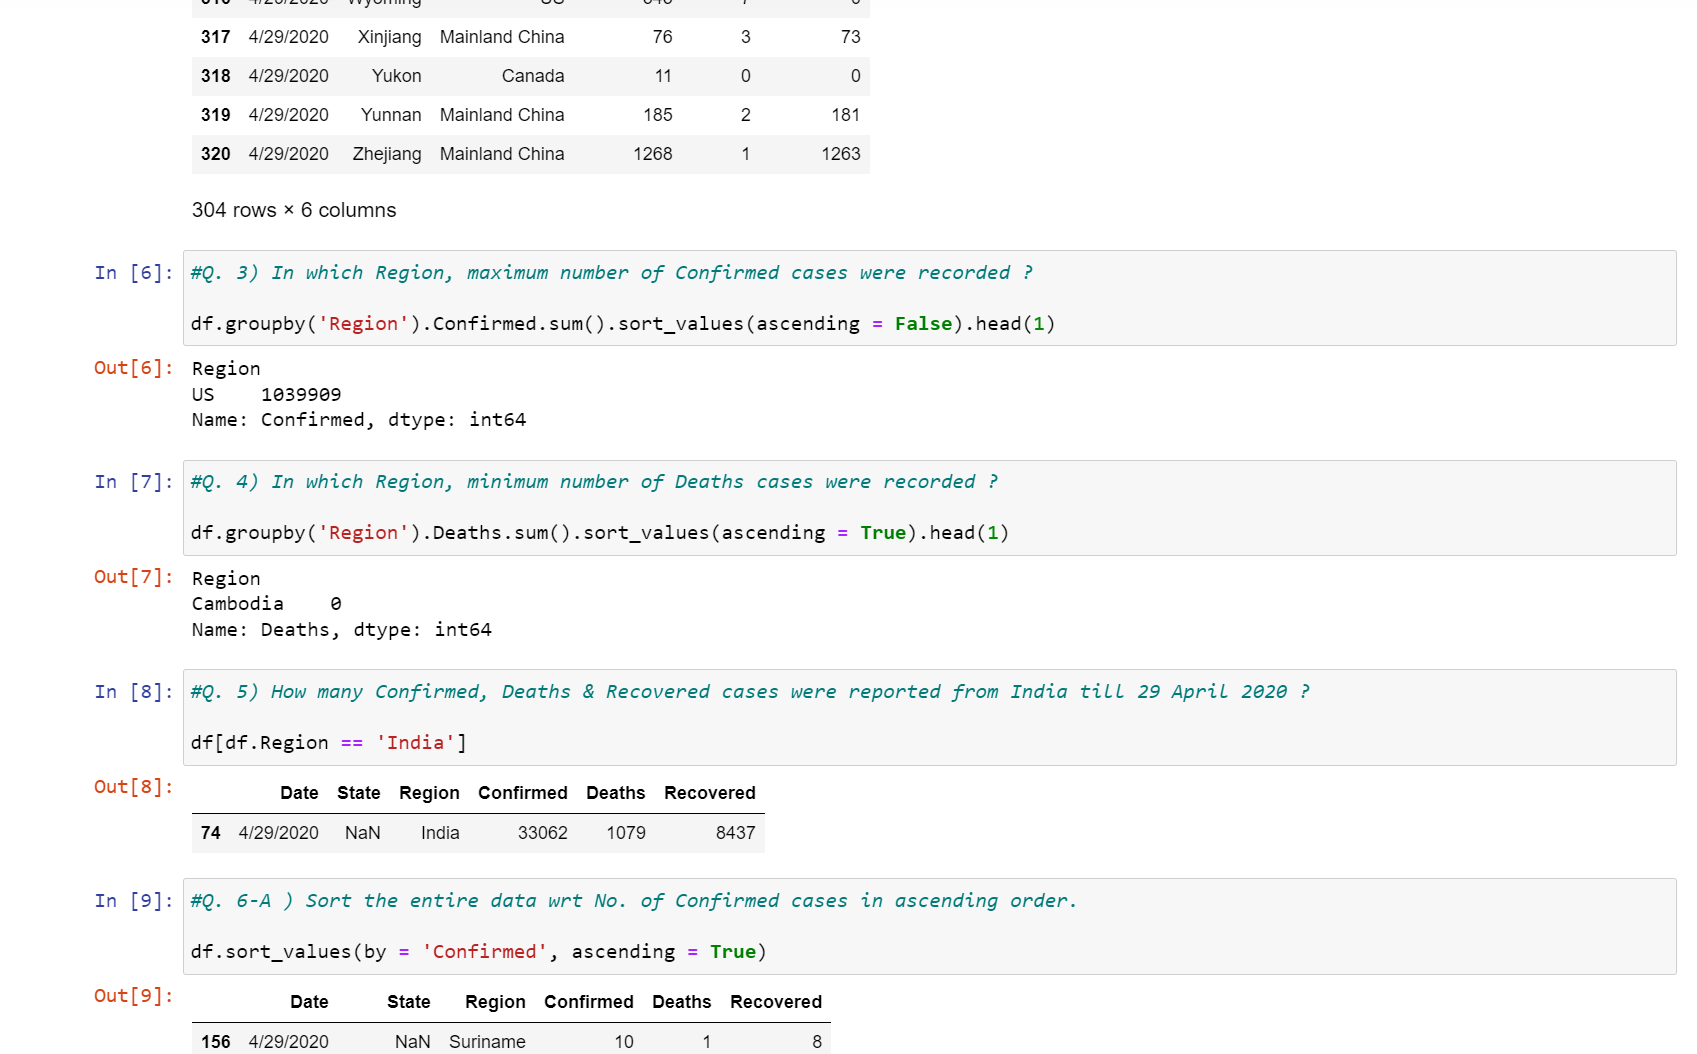 317 4/29/2020 Xinjiang Mainland China 76 3 73
318 4/29/2020 Yukon Canada 11 0 0
319 4/29/2020 Yunnan Mainland China 185 2 181
320 4/29/2020 Zhejiang Mainland China 1268 1 1263
304 rows × 6 columns
In [6]: #Q. 3) In which Region, maximum number of Confirmed cases were recorded ?
df.groupby('Region').Confirmed.sum().sort_values(ascending = False).head(1)
Out[6]: Region
US 1039909
Name: Confirmed, dtype: int64
In [7]: #Q. 4) In which Region, minimum number of Deaths cases were recorded ?
df.groupby('Region').Deaths.sum().sort_values(ascending = True).head(1)
Out[7]: Region
Cambodia 0
Name: Deaths, dtype: int64
In [8]: #Q. 5) How many Confirmed, Deaths & Recovered cases were reported from India till 29 April 2020 ?
df[df.Region == 'India']
Out[8]:
Date State Region Confirmed Deaths Recovered
74 4/29/2020 NaN India 33062 1079 8437
In [9]: #Q. 6-A ) Sort the entire data wrt No. of Confirmed cases in ascending order.
df.sort_values(by = 'Confirmed', ascending = True)
Out[9]:
Date State Region Confirmed Deaths Recovered
156 4/29/2020 NaN Suriname 10 1 8